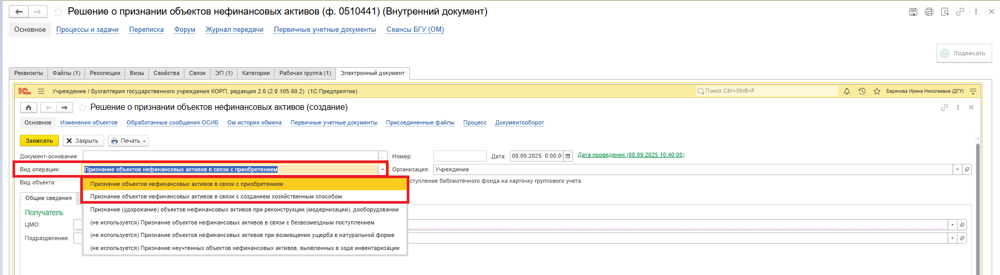 Решение о признании объектов нефинансовых активов (ф. 0510441) (Внутренний документ)
Основное Процессы и задачи Переписка Форум Журнал передачи Первичные учетные документы Сеансы БГУ (ОМ)
Подписать
Реквизиты Файлы (1) Резолюции Визы Свойства Связи ЭП (1) Категории Рабочая группа (1) Электронный документ
1С Учреждение / Бухгалтерия государственного учреждения КОРП, редакция 2.0 (2.0.105.60.2) (1С:Предприятие) Поиск Ctrl+Shift+F Баринова Ирина Николаевна (ДГУ)
Решение о признании объектов нефинансовых активов (создание)
Основное Изменения объектов Обработанные сообщения ОСИБ Ом история обмена Первичные учетные документы Присоединенные файлы Процесс Документооборот
Записать Закрыть Печать
Документ-основание: ... Номер: Дата: 08.09.2025 0:00:0 Дата проведения (08.09.2025 10:40:00)
Вид операции: Признание объектов нефинансовых активов в связи с приобретением Организация: Учреждение
Вид объекта: ступление библиотечного фонда на карточку группового учета
Признание объектов нефинансовых активов в связи с приобретением
Признание объектов нефинансовых активов в связи с созданием хозяйственным способом
Признание (удорожание) объектов нефинансовых активов при реконструкции (модернизации), дооборудовании
(не используется) Признание объектов нефинансовых активов в связи с безвозмездным поступлением
(не используется) Признание объектов нефинансовых активов при возмещении ущерба в натуральной форме
(не используется) Признание неучтенных объектов нефинансовых активов, выявленных в ходе инвентаризации
Общие сведения
Получатель
ЦМО:
Подразделение: